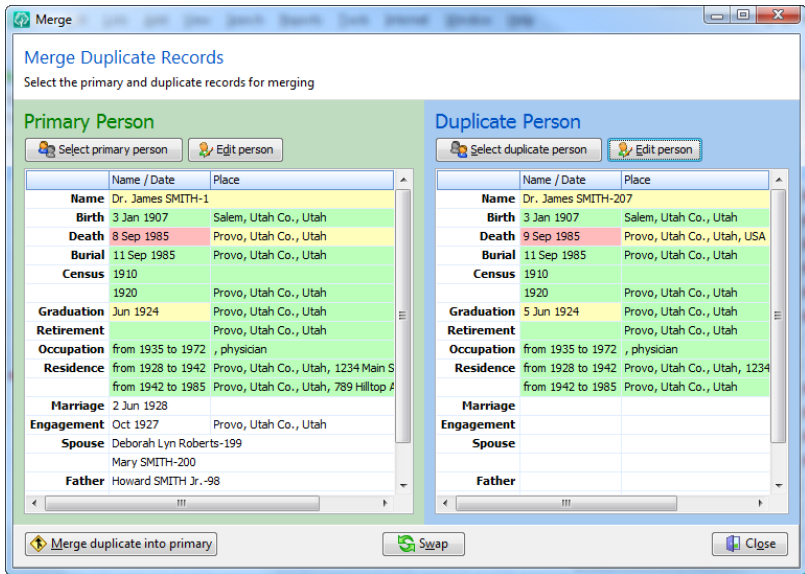 Merge
Merge Duplicate Records
Select the primary and duplicate records for merging
Primary Person
Select primary person Edit person
Name / Date Place
Name Dr. James SMITH-1
Birth 3 Jan 1907 Salem, Utah Co., Utah
Death 8 Sep 1985 Provo, Utah Co., Utah
Burial 11 Sep 1985 Provo, Utah Co., Utah
Census 1910
1920 Provo, Utah Co., Utah
Graduation Jun 1924 Provo, Utah Co., Utah
Retirement Provo, Utah Co., Utah
Occupation from 1935 to 1972 , physician
Residence from 1928 to 1942 Provo, Utah Co., Utah, 1234 Main S
from 1942 to 1985 Provo, Utah Co., Utah, 789 Hilltop A
Marriage 2 Jun 1928
Engagement Oct 1927 Provo, Utah Co., Utah
Spouse Deborah Lyn Roberts-199
Mary SMITH-200
Father Howard SMITH Jr.-98
Duplicate Person
Select duplicate person Edit person
Name / Date Place
Name Dr. James SMITH-207
Birth 3 Jan 1907 Salem, Utah Co., Utah
Death 9 Sep 1985 Provo, Utah Co., Utah, USA
Burial 11 Sep 1985 Provo, Utah Co., Utah
Census 1910
1920 Provo, Utah Co., Utah
Graduation 5 Jun 1924 Provo, Utah Co., Utah
Retirement Provo, Utah Co., Utah
Occupation from 1935 to 1972 , physician
Residence from 1928 to 1942 Provo, Utah Co., Utah, 1234
from 1942 to 1985 Provo, Utah Co., Utah
Marriage
Engagement
Spouse
Father
Merge duplicate into primary Swap Close